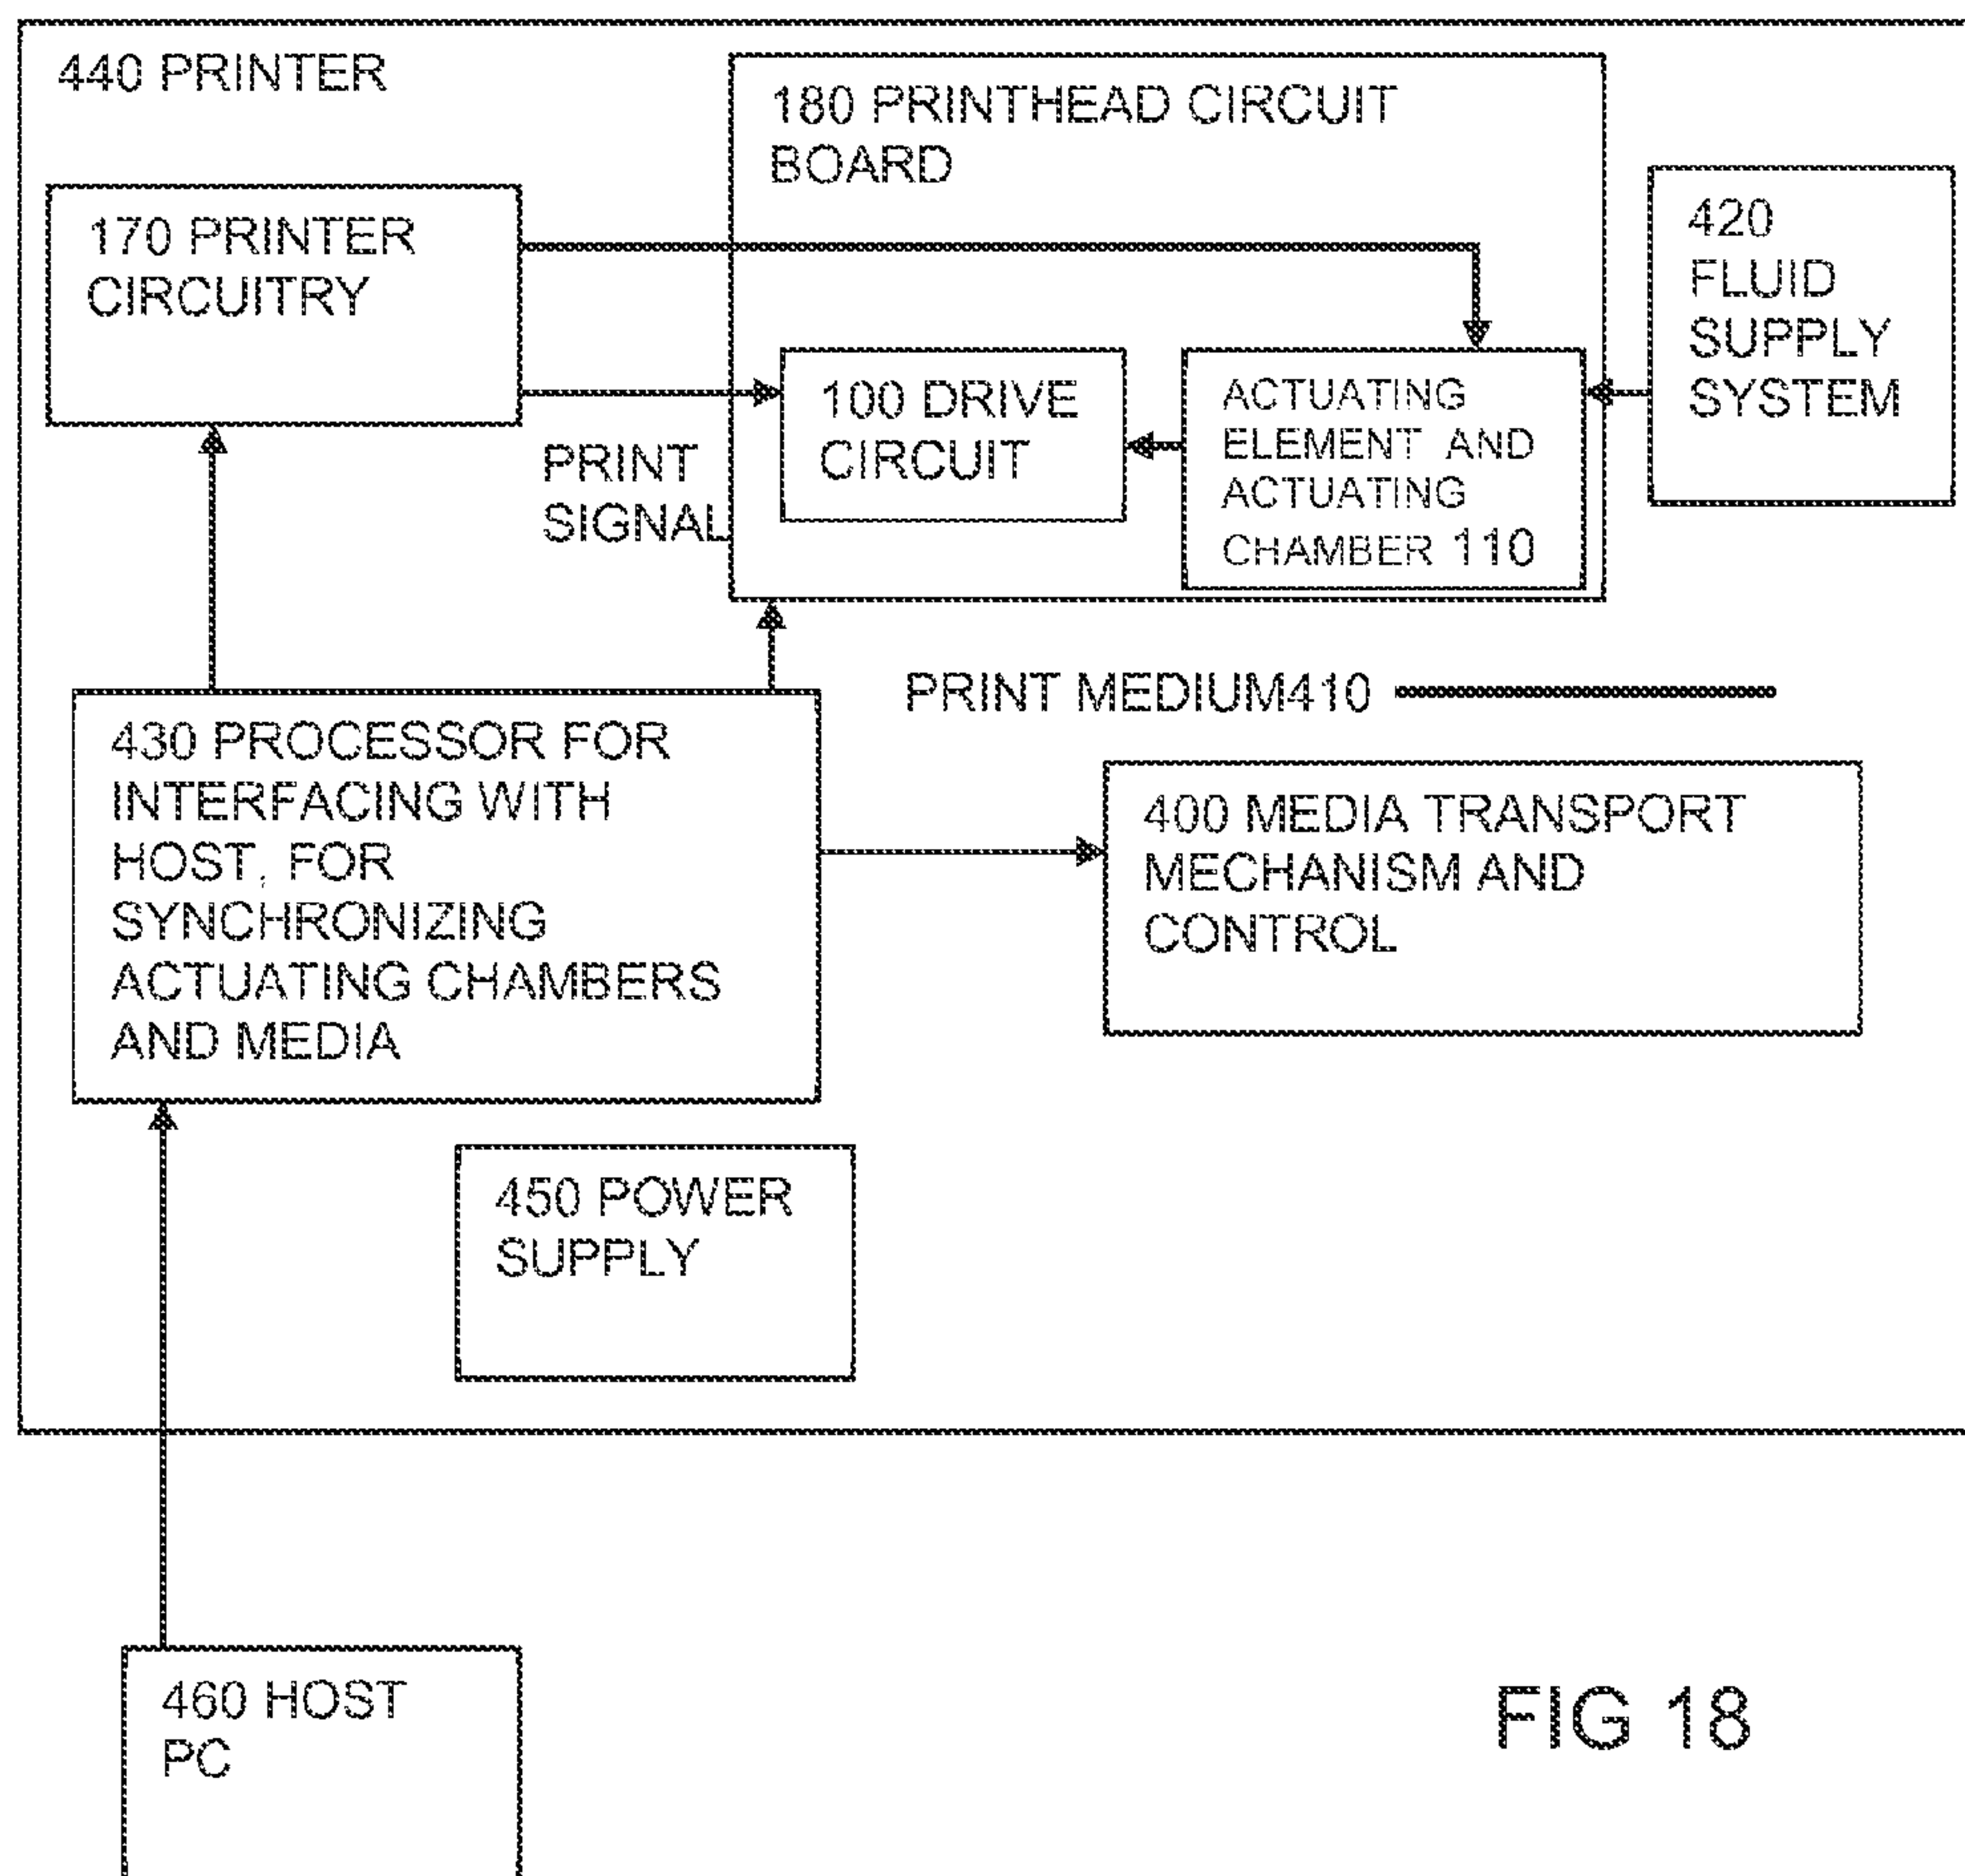 440 PRINTER
180 PRINTHEAD CIRCUIT
BOARD
170 PRINTER
CIRCUITRY
420
FLUID
SUPPLY
SYSTEM
100 DRIVE
CIRCUIT
ACTUATING
ELEMENT AND
ACTUATING
CHAMBER 110
PRINT
SIGNAL
PRINT MEDIUM410
430 PROCESSOR FOR
INTERFACING WITH
HOST, FOR
SYNCHRONIZING
ACTUATING CHAMBERS
AND MEDIA
400 MEDIA TRANSPORT
MECHANISM AND
CONTROL
450 POWER
SUPPLY
460 HOST
PC
FIG 18